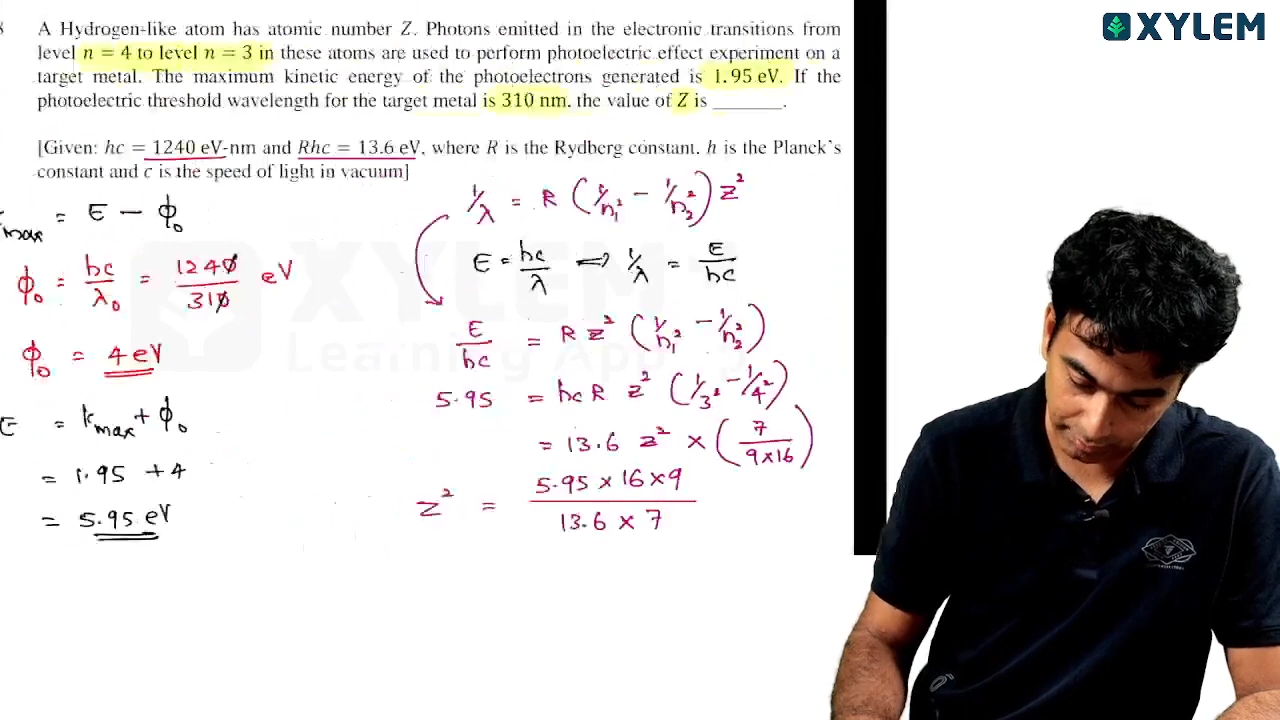 XYLEM
A Hydrogen-like atom has atomic number Z. Photons emitted in the electronic transitions from
level n = 4 to level n = 3 in these atoms are used to perform photoelectric effect experiment on a
target metal. The maximum kinetic energy of the photoelectrons generated is 1.95 eV. If the
photoelectric threshold wavelength for the target metal is 310 nm, the value of Z is _______.
[Given: hc = 1240 eV-nm and Rhc = 13.6 eV, where R is the Rydberg constant, h is the Planck's
constant and c is the speed of light in vacuum]
max = E − ϕ₀
ϕ₀ = hc/λ₀ = 1240/310 eV
ϕ₀ = 4 eV
E = Kmax + ϕ₀
= 1.95 + 4
= 5.95 eV
1/λ = R (1/n₁² − 1/n₂²) Z²
E = hc/λ ⟹ 1/λ = E/hc
E/hc = R Z² (1/n₁² − 1/n₂²)
5.95 = hcR Z² (1/3² − 1/4²)
= 13.6 Z² × (7/9×16)
Z² = 5.95 × 16 × 9 / 13.6 × 7
XYLEM
Learning App